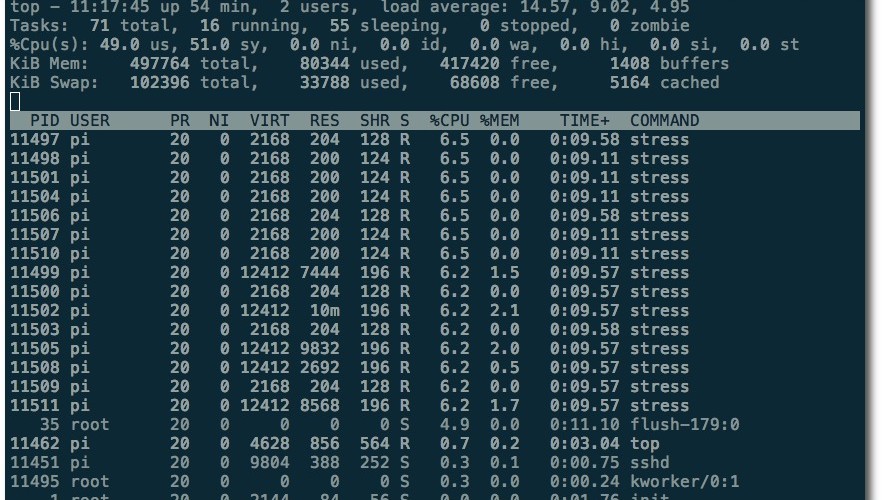 top - 11:17:45 up 54 min,  2 users,  load average: 14.57, 9.02, 4.95
Tasks:  71 total,  16 running,  55 sleeping,   0 stopped,   0 zombie
%Cpu(s): 49.0 us, 51.0 sy,  0.0 ni,  0.0 id,  0.0 wa,  0.0 hi,  0.0 si,  0.0 st
KiB Mem:    497764 total,    80344 used,   417420 free,     1408 buffers
KiB Swap:   102396 total,    33788 used,    68608 free,     5164 cached
  PID USER      PR  NI  VIRT  RES  SHR S  %CPU %MEM    TIME+  COMMAND
11497 pi        20   0  2168  204  128 R   6.5  0.0   0:09.58 stress
11498 pi        20   0  2168  200  124 R   6.5  0.0   0:09.11 stress
11501 pi        20   0  2168  200  124 R   6.5  0.0   0:09.11 stress
11504 pi        20   0  2168  200  124 R   6.5  0.0   0:09.11 stress
11506 pi        20   0  2168  204  128 R   6.5  0.0   0:09.58 stress
11507 pi        20   0  2168  200  124 R   6.5  0.0   0:09.11 stress
11510 pi        20   0  2168  200  124 R   6.5  0.0   0:09.11 stress
11499 pi        20   0 12412 7444  196 R   6.2  1.5   0:09.57 stress
11500 pi        20   0  2168  204  128 R   6.2  0.0   0:09.57 stress
11502 pi        20   0 12412  10m  196 R   6.2  2.1   0:09.57 stress
11503 pi        20   0  2168  204  128 R   6.2  0.0   0:09.58 stress
11505 pi        20   0 12412 9832  196 R   6.2  2.0   0:09.57 stress
11508 pi        20   0 12412 2692  196 R   6.2  0.5   0:09.57 stress
11509 pi        20   0  2168  204  128 R   6.2  0.0   0:09.57 stress
11511 pi        20   0 12412 8568  196 R   6.2  1.7   0:09.57 stress
   35 root      20   0     0    0    0 S   4.9  0.0   0:11.10 flush-179:0
11462 pi        20   0  4628  856  564 R   0.7  0.2   0:03.04 top
11451 pi        20   0  9804  388  252 S   0.3  0.1   0:00.75 sshd
11495 root      20   0     0    0    0 S   0.3  0.0   0:00.24 kworker/0:1
    1 root      20   0  2144   84   56 S   0.0  0.0   0:01.76 init